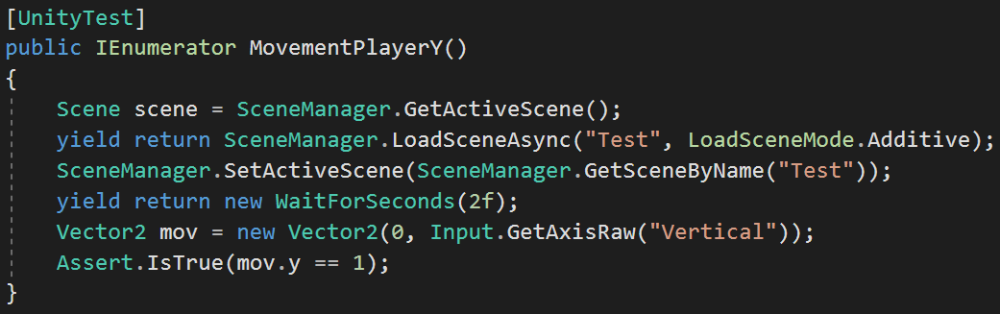 [UnityTest]
public IEnumerator MovementPlayerY()
{
Scene scene = SceneManager.GetActiveScene();
yield return SceneManager.LoadSceneAsync("Test", LoadSceneMode.Additive);
SceneManager.SetActiveScene(SceneManager.GetSceneByName("Test"));
yield return new WaitForSeconds(2f);
Vector2 mov = new Vector2(0, Input.GetAxisRaw("Vertical"));
Assert.IsTrue(mov.y == 1);
}